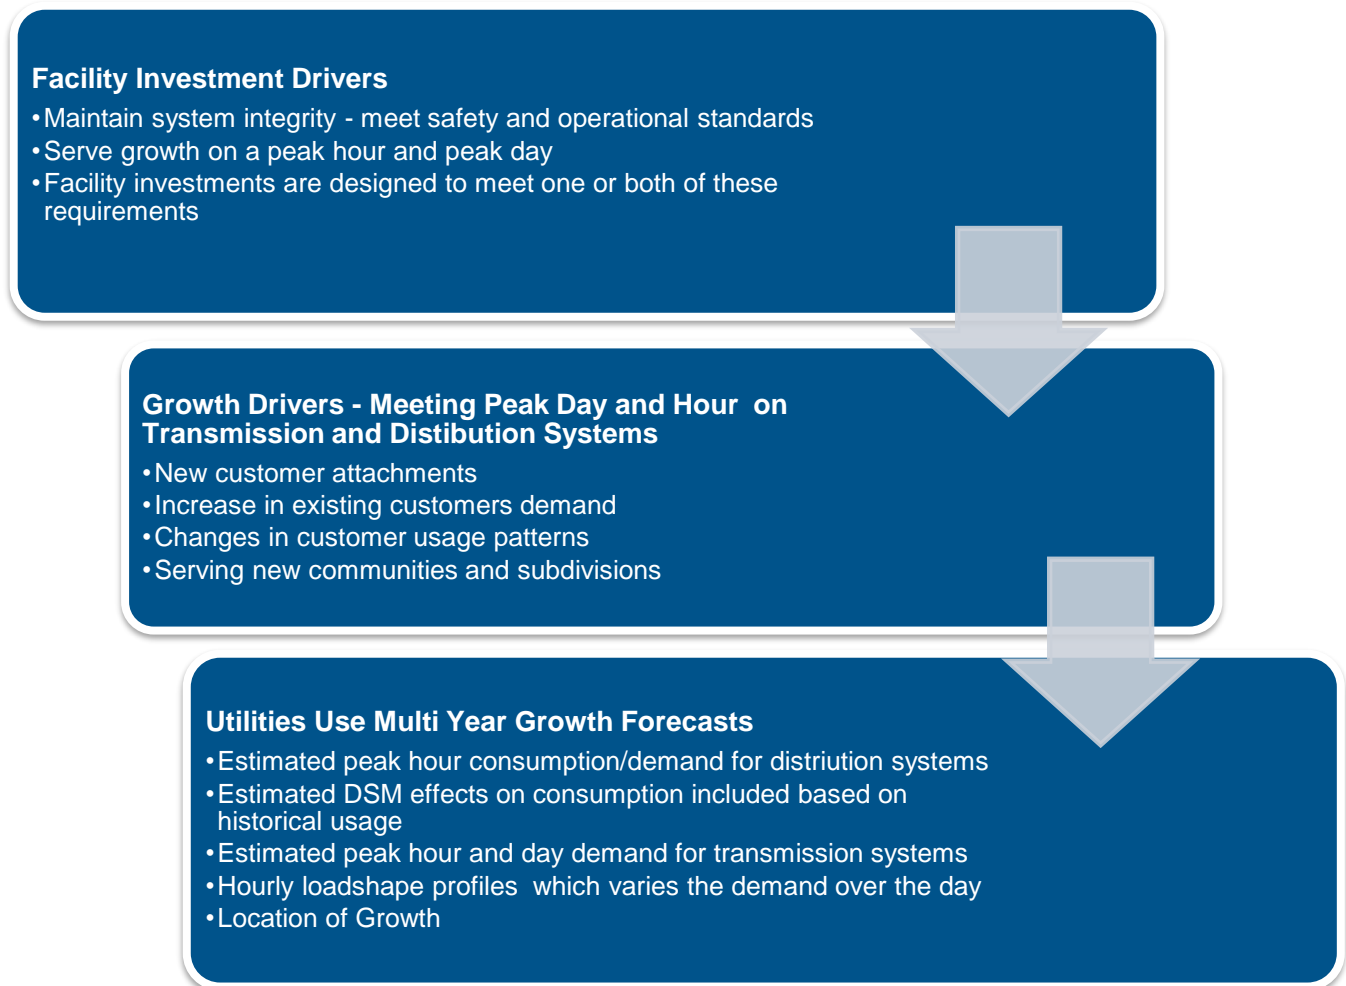 Facility Investment Drivers
•Maintain system integrity - meet safety and operational standards
•Serve growth on a peak hour and peak day
•Facility investments are designed to meet one or both of these
requirements
Growth Drivers - Meeting Peak Day and Hour  on
Transmission and Distibution Systems
•New customer attachments
•Increase in existing customers demand
•Changes in customer usage patterns
•Serving new communities and subdivisions
Utilities Use Multi Year Growth Forecasts
•Estimated peak hour consumption/demand for distriution systems
•Estimated DSM effects on consumption included based on
historical usage
•Estimated peak hour and day demand for transmission systems
•Hourly loadshape profiles  which varies the demand over the day
•Location of Growth